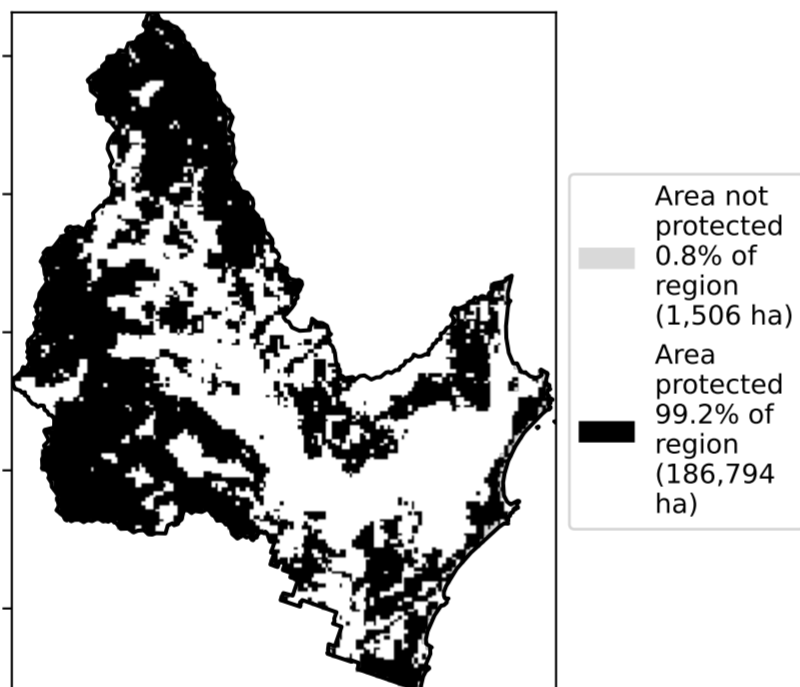 Area not
protected
0.8% of
region
(1,506 ha)
Area
protected
99.2% of
region
(186,794
ha)